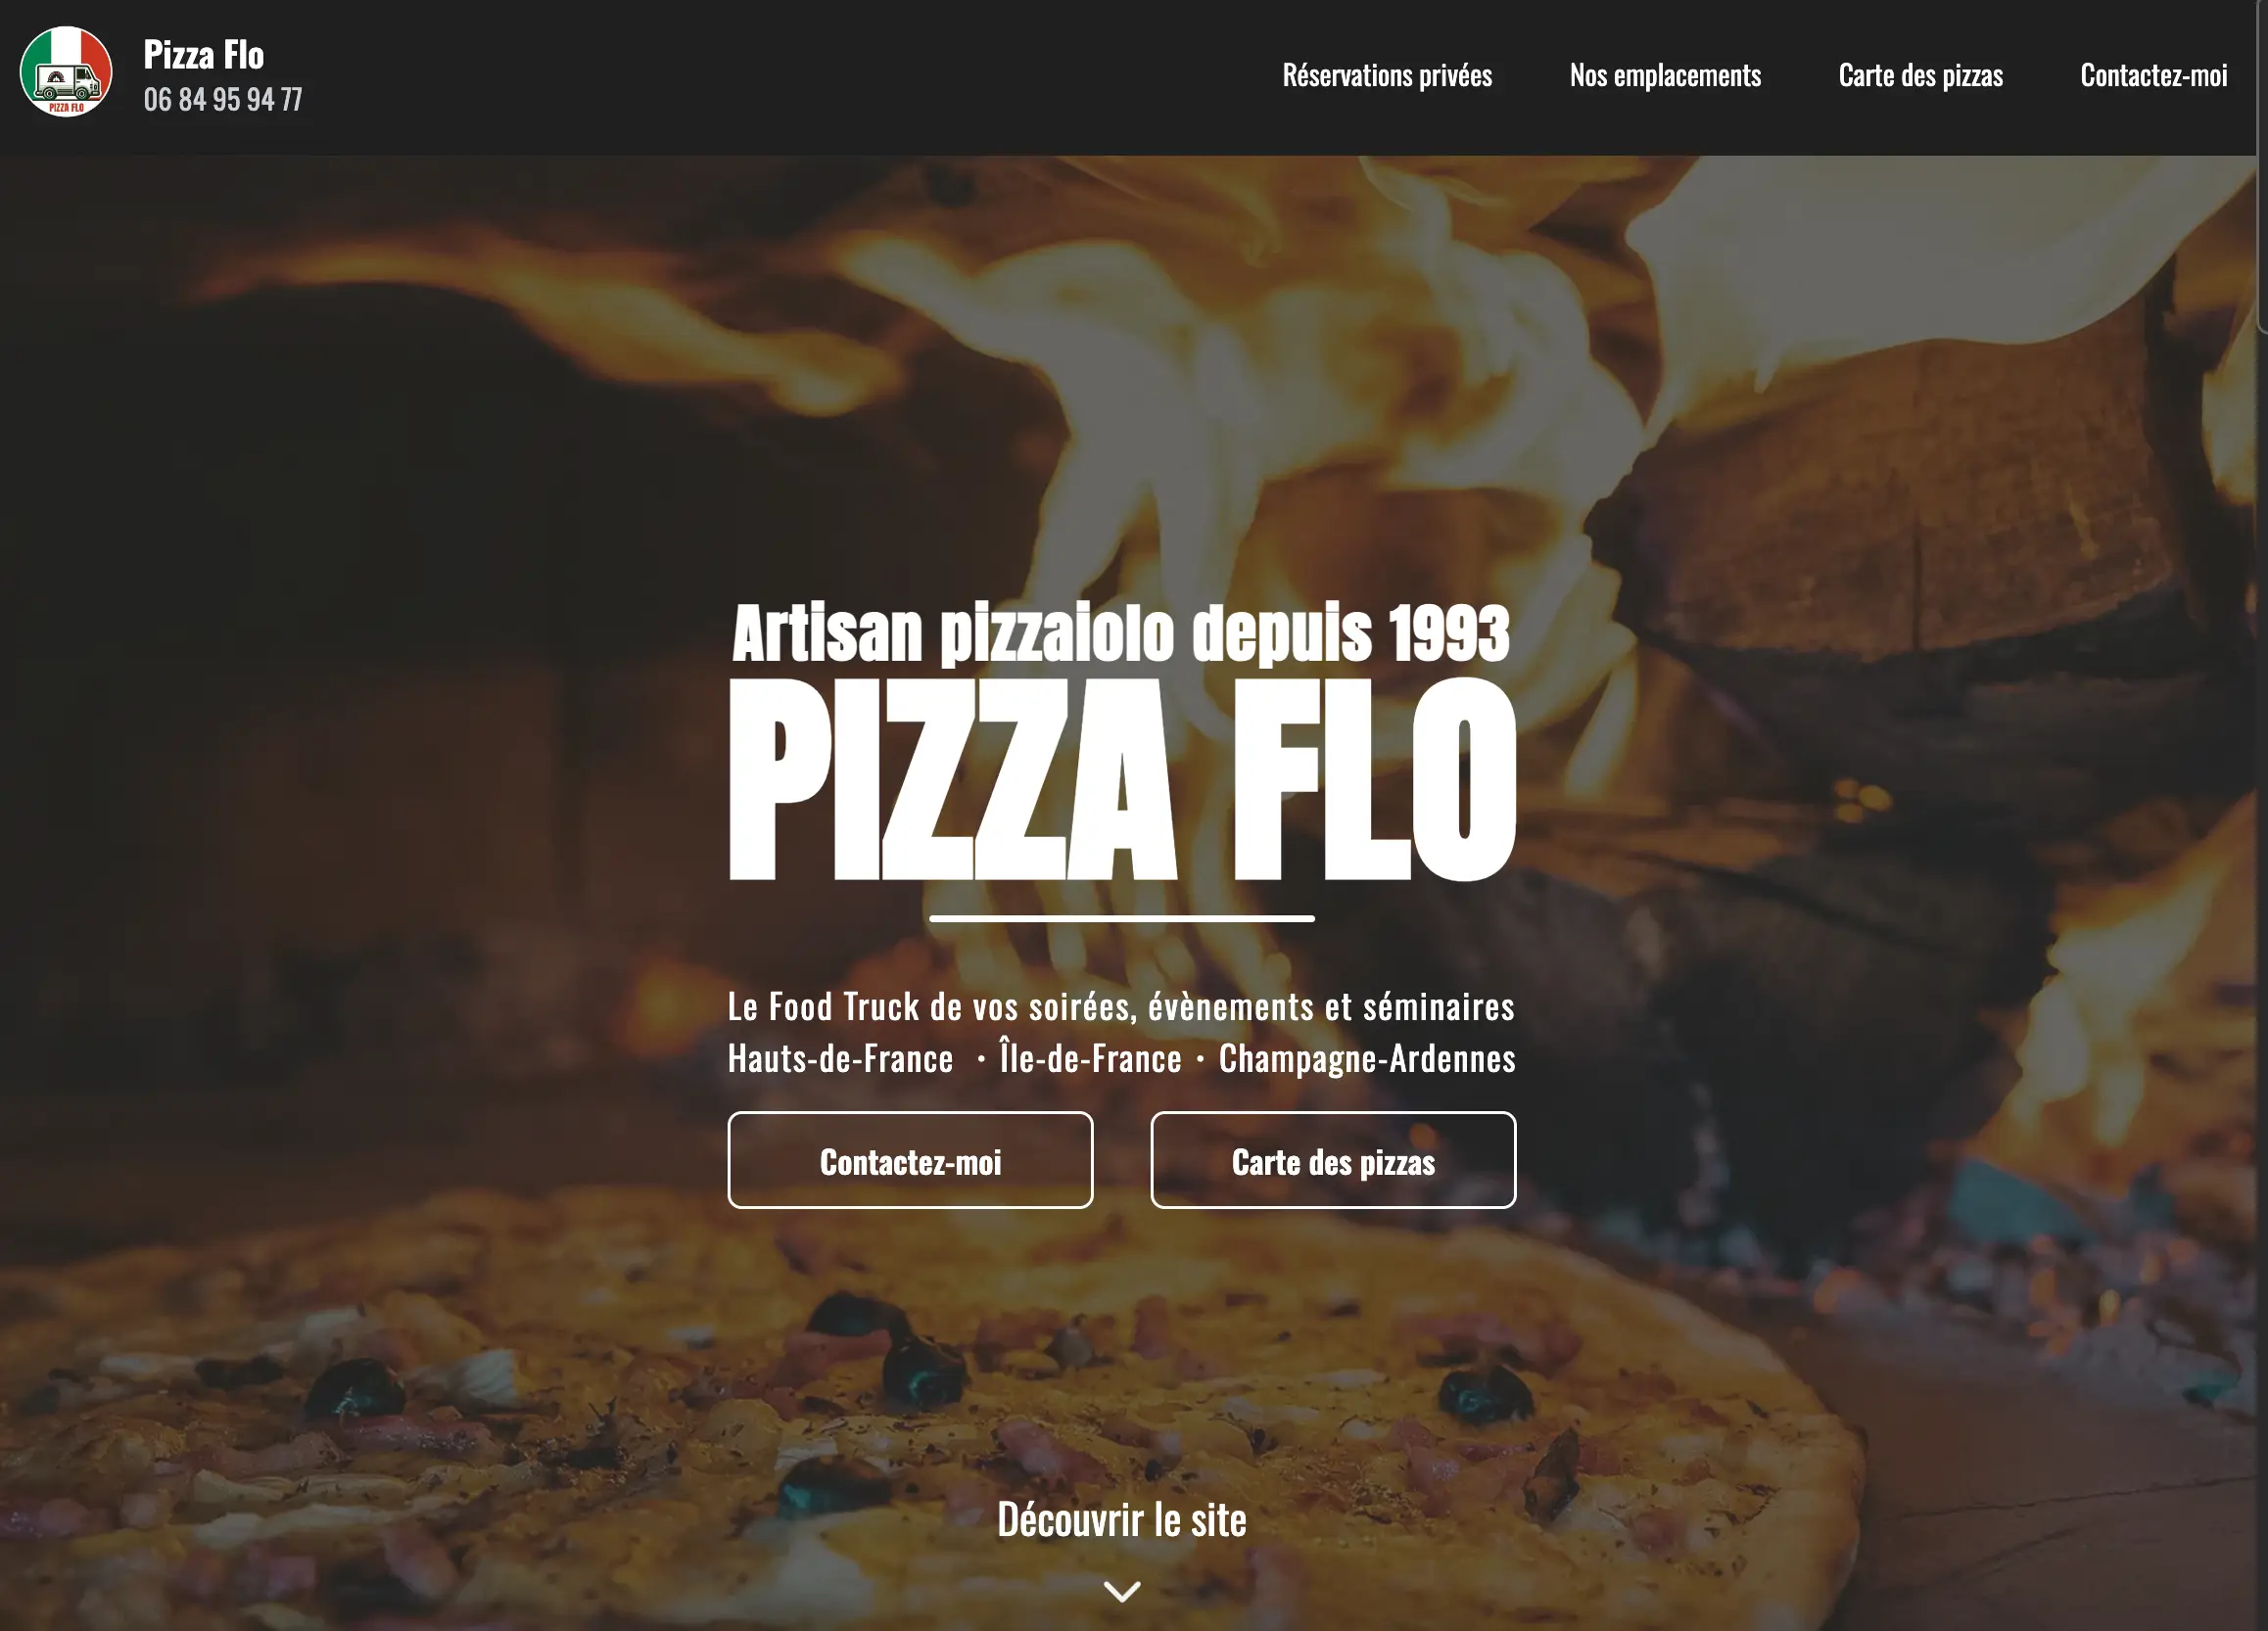 Pizza Flo
06 84 95 94 77
PIZZA FLO
Réservations privées
Nos emplacements
Carte des pizzas
Contactez-moi
Artisan pizzaiolo depuis 1993
PIZZA FLO
Le Food Truck de vos soirées, évènements et séminaires
Hauts-de-France · Île-de-France · Champagne-Ardennes
Contactez-moi
Carte des pizzas
Découvrir le site